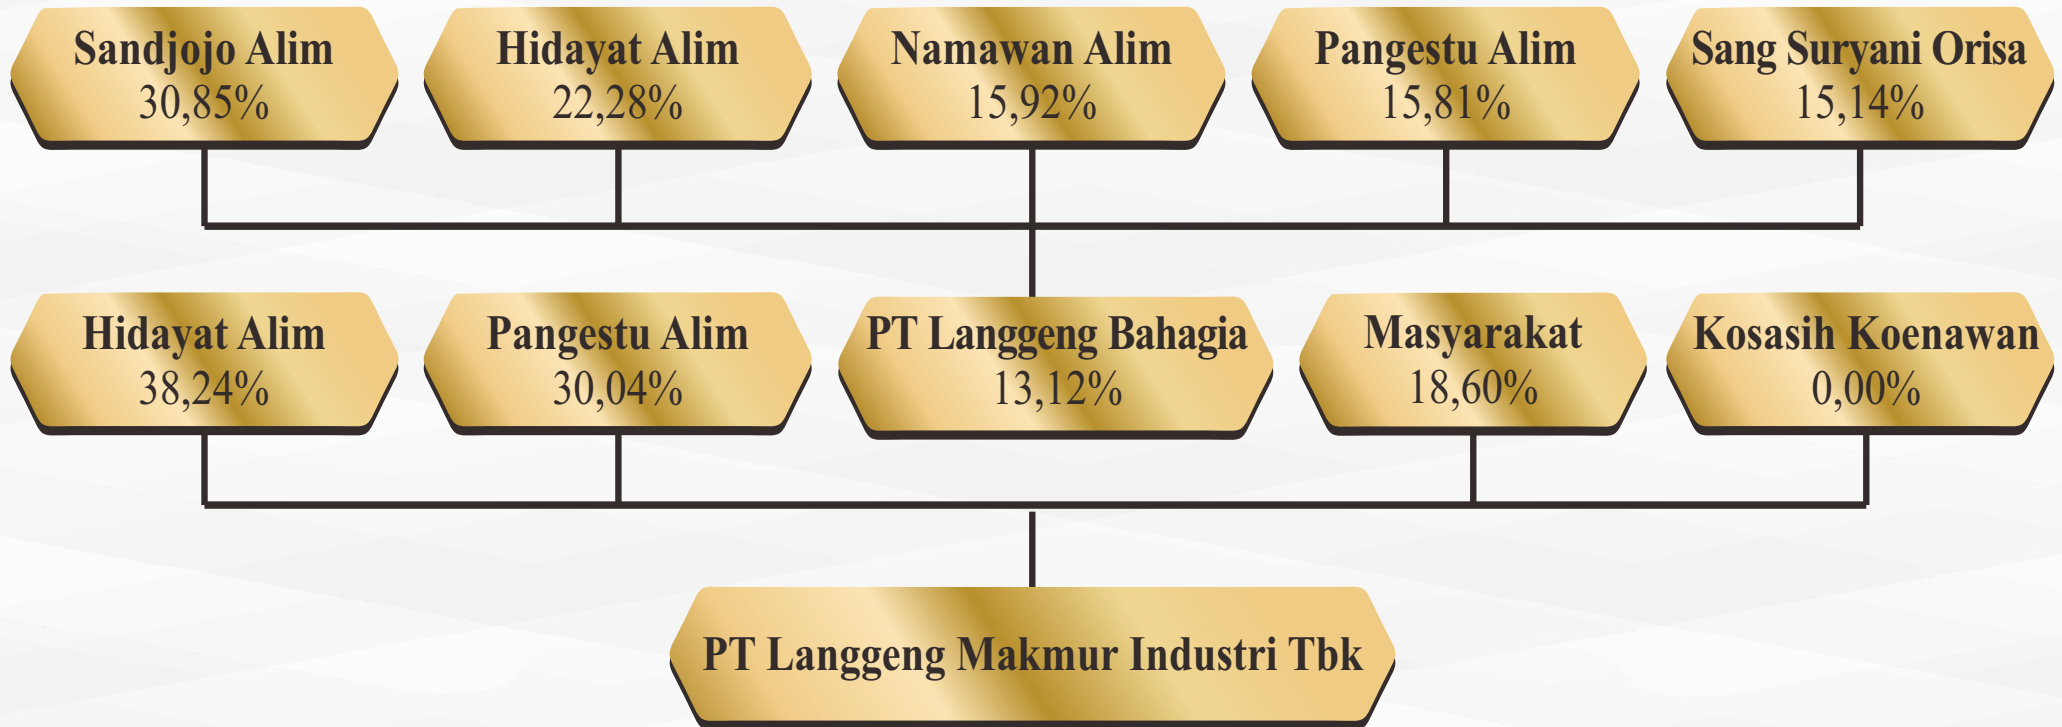 Sandjojo Alim
30,85%
Hidayat Alim
22,28%
Namawan Alim
15,92%
Pangestu Alim
15,81%
Sang Suryani Orisa
15,14%
Hidayat Alim
38,24%
Pangestu Alim
30,04%
PT Langgeng Bahagia
13,12%
Masyarakat
18,60%
Kosasih Koenawan
0,00%
PT Langgeng Makmur Industri Tbk